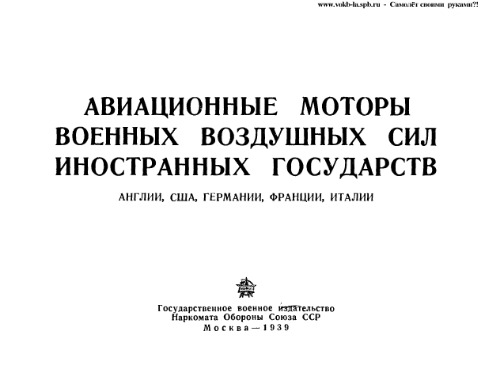 www.vokb-la.spb.ru - Самолёт своими руками?!
АВИАЦИОННЫЕ МОТОРЫ
ВОЕННЫХ ВОЗДУШНЫХ СИЛ
ИНОСТРАННЫХ ГОСУДАРСТВ
АНГЛИИ, США, ГЕРМАНИИ, ФРАНЦИИ, ИТАЛИИ
Государственное военное издательство
Наркомата Обороны Союза ССР
Москва—1939